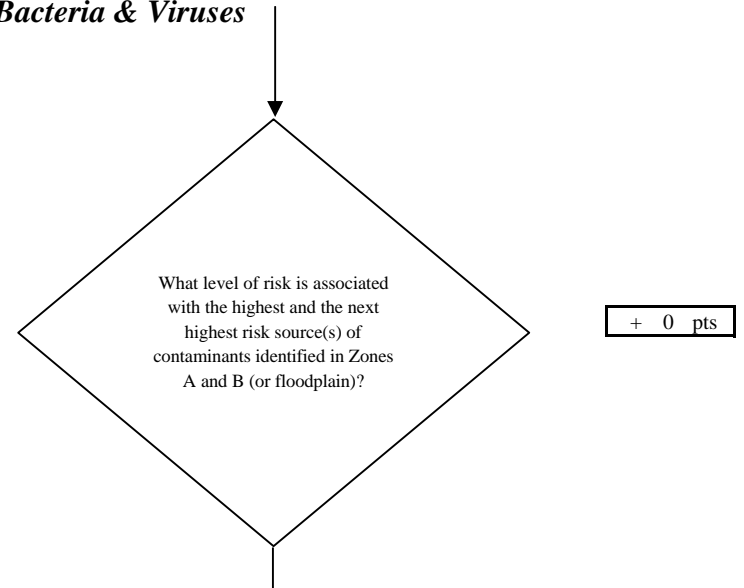 Bacteria & Viruses
What level of risk is associated
with the highest and the next
highest risk source(s) of
contaminants identified in Zones
A and B (or floodplain)?
+ 0 pts